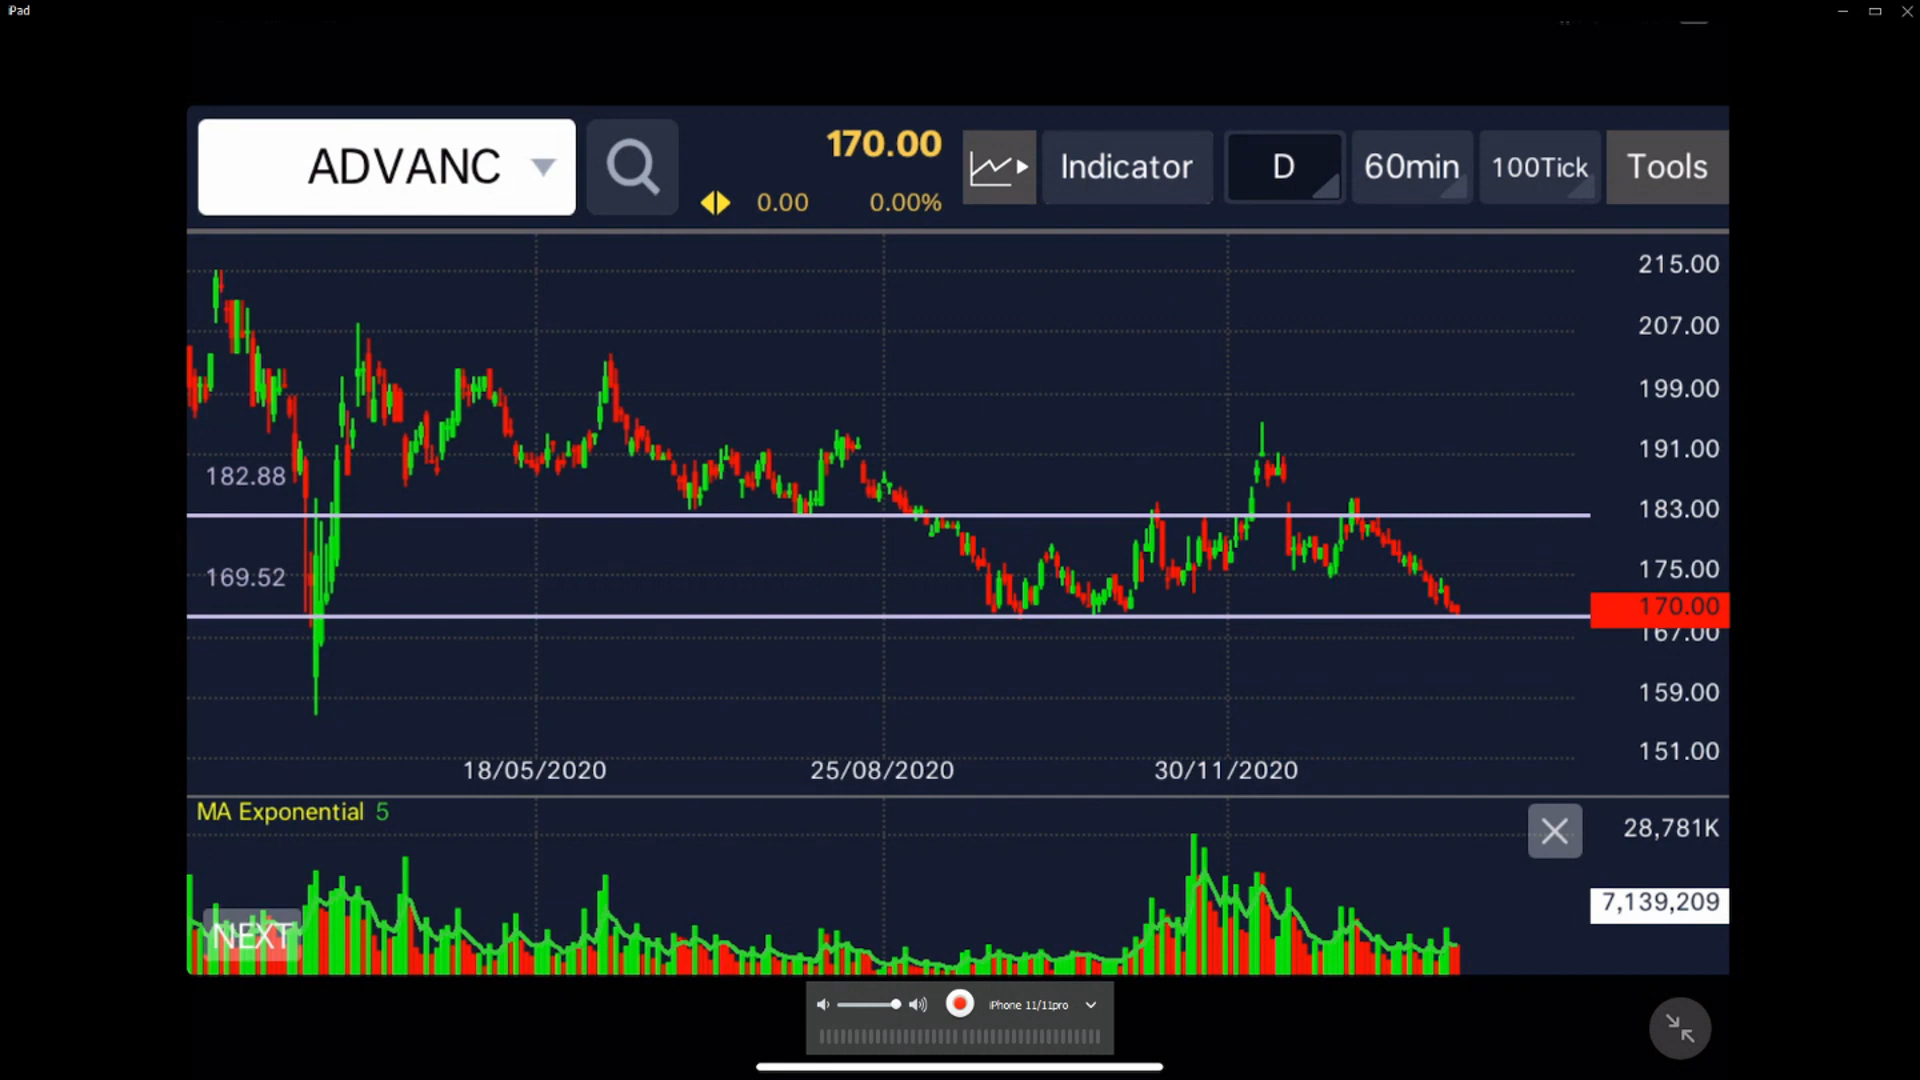 iPad
ADVANC
170.00
0.00 0.00%
Indicator
D
60min
100Tick
Tools
215.00
207.00
199.00
191.00
182.88
183.00
169.52
175.00
170.00
167.00
159.00
151.00
18/05/2020 25/08/2020 30/11/2020
MA Exponential 5
28,781K
7,139,209
NEXT
iPhone 11/11pro